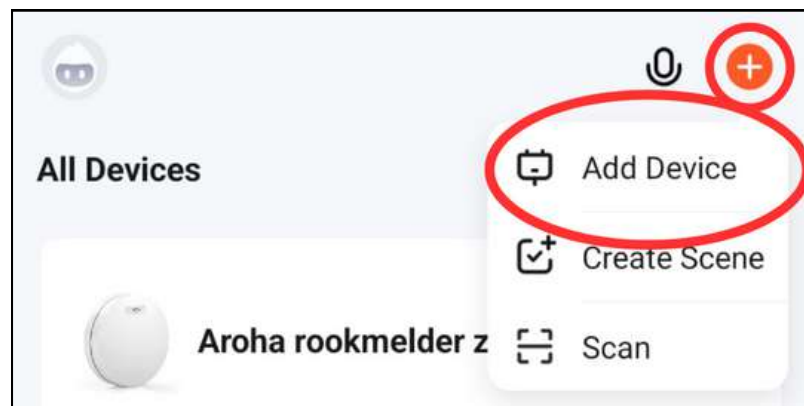 All Devices
Add Device
Create Scene
Aroha rookmelder z
Scan